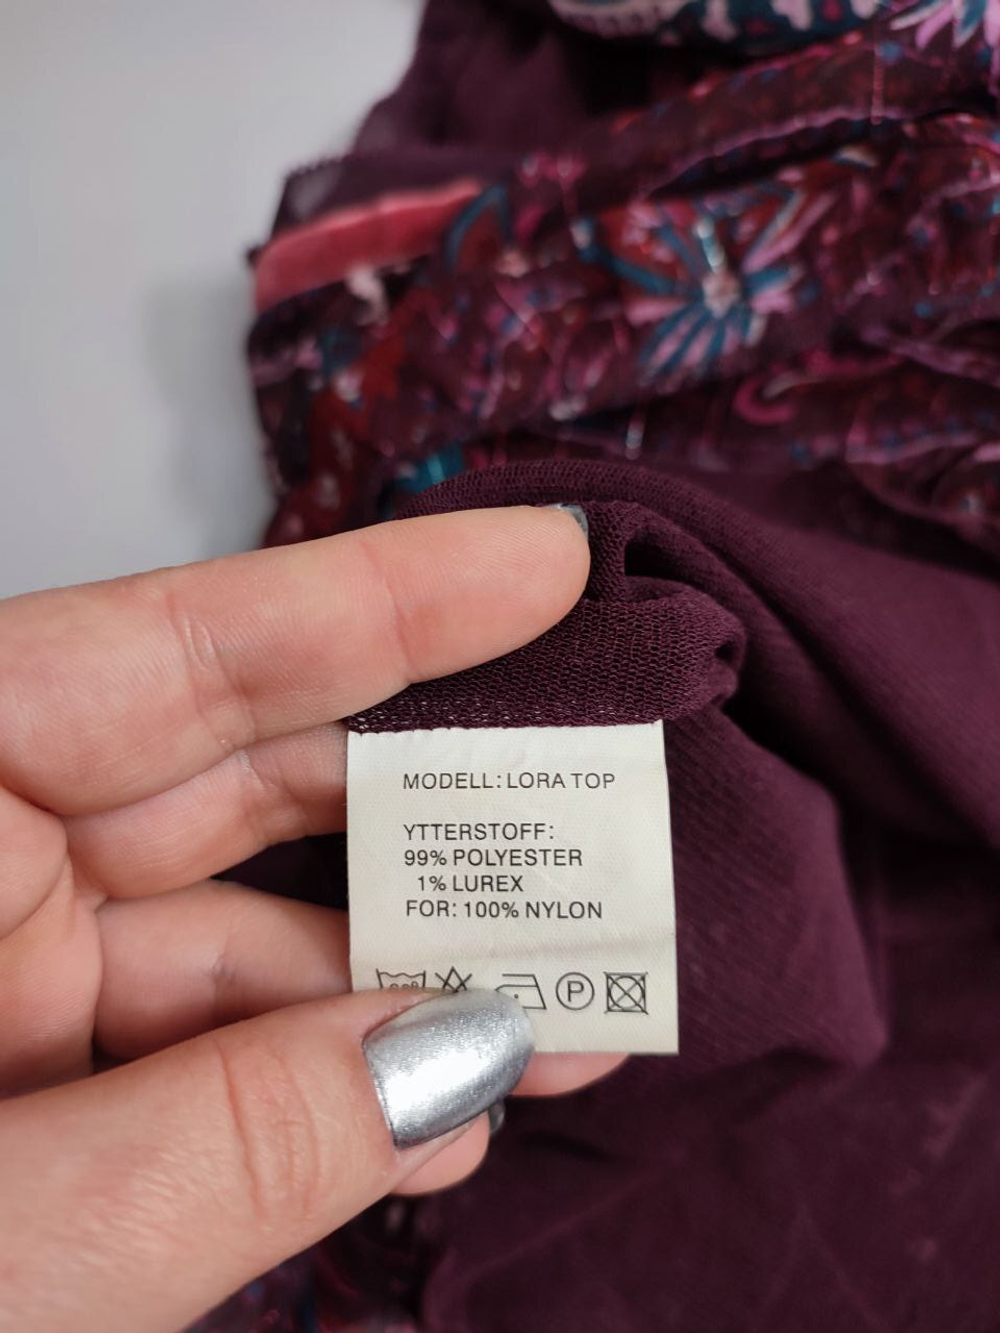 MODELL: LORA TOP
YTTERSTOFF:
99% POLYESTER
1% LUREX
FOR: 100% NYLON
P